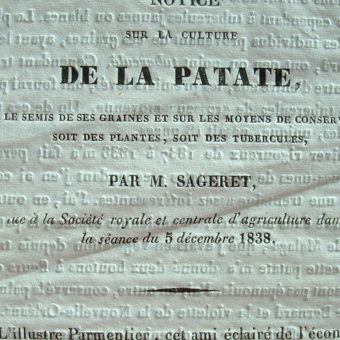 NOTICE
SUR LA CULTURE
DE LA PATATE,
LE SEMIS DE SES GRAINES ET SUR LES MOYENS DE CONSERV
SOIT DES PLANTES, SOIT DES TUBERCULES,
PAR M. SAGERET,
ue à la Société royale et centrale d'agriculture dan
la séance du 5 décembre 1838.
L'illustre Parmentier, cet ami éclairé de l'écon